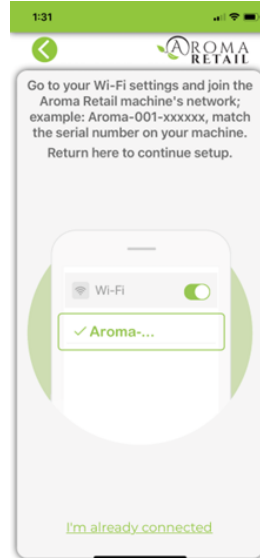 1:31
AROMA
RETAIL
Go to your Wi-Fi settings and join the
Aroma Retail machine's network;
example: Aroma-001-xxxxxx, match
the serial number on your machine.
Return here to continue setup.
Wi-Fi
Aroma-...
I'm already connected